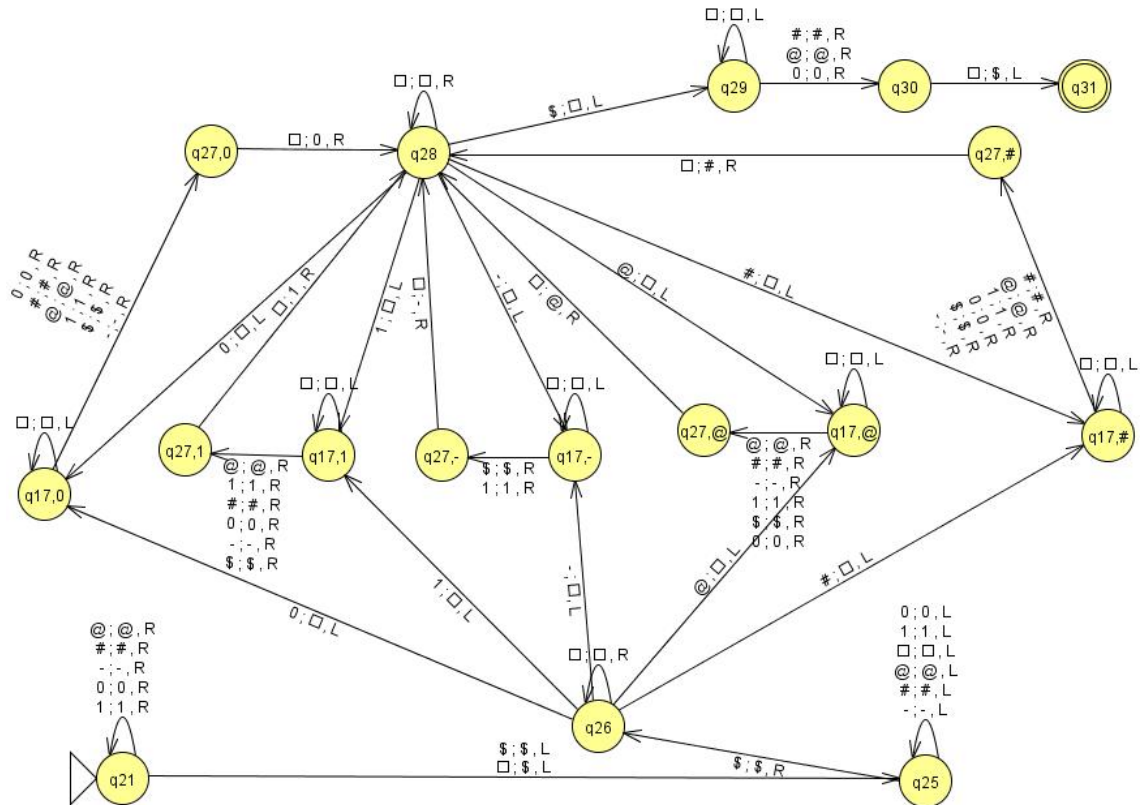 □;□,L
#;#,R
@;@,R
0;0,R
q29
q30
□;$,L
q31
□;□,R
$;□,L
q27,0
□;0,R
q28
□;#,R
q27,#
0;0,R
#;#,R
@;@,R
1;1,R
$;$,R
-;-,R
0;□,L
□;1,R
1;□,L
□;-,R
-;□,L
□;@,R
@;□,L
#;□,L
#;#,R
@;@,R
1;1,R
0;0,R
$;$,R
-;-,R
□;□,L
q17,0
q27,1
□;□,L
q17,1
@;@,R
1;1,R
#;#,R
0;0,R
-;-,R
$;$,R
q27,-
□;□,L
q17,-
$;$,R
1;1,R
q27,@
□;□,L
q17,@
@;@,R
#;#,R
-;-,R
1;1,R
$;$,R
0;0,R
□;□,L
q17,#
0;□,L
1;□,L
-;□,L
@;□,L
#;□,L
□;□,R
q26
@;@,R
#;#,R
-;-,R
0;0,R
1;1,R
q21
$;$,L
□;$,L
$;$,R
0;0,L
1;1,L
□;□,L
@;@,L
#;#,L
-;-,L
q25